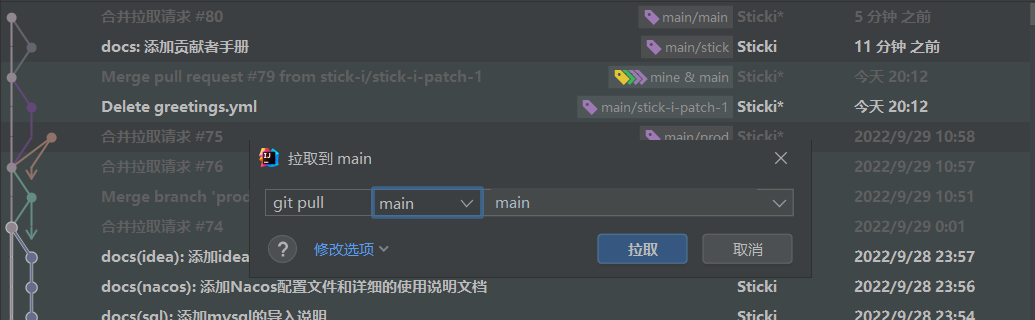 合并拉取请求 #80 main/main Sticki* 5 分钟 之前
docs: 添加贡献者手册 main/stick Sticki 11 分钟 之前
Merge pull request #79 from stick-i/stick-i-patch-1 mine & main Sticki* 今天 20:12
Delete greetings.yml main/stick-i-patch-1 Sticki* 今天 20:12
合并拉取请求 #75 main/prod Sticki* 2022/9/29 10:58
合并拉取请求 #76 2022/9/29 10:57
Merge branch 'prod 2022/9/29 10:51
合并拉取请求 #74 2022/9/29 0:01
拉取到 main
git pull main main
? 修改选项 拉取 取消
docs(idea): 添加idea 2022/9/28 23:57
docs(nacos): 添加Nacos配置文件和详细的使用说明文档 Sticki 2022/9/28 23:56
docs(sql): 添加mysql的导入说明 Sticki 2022/9/28 23:54